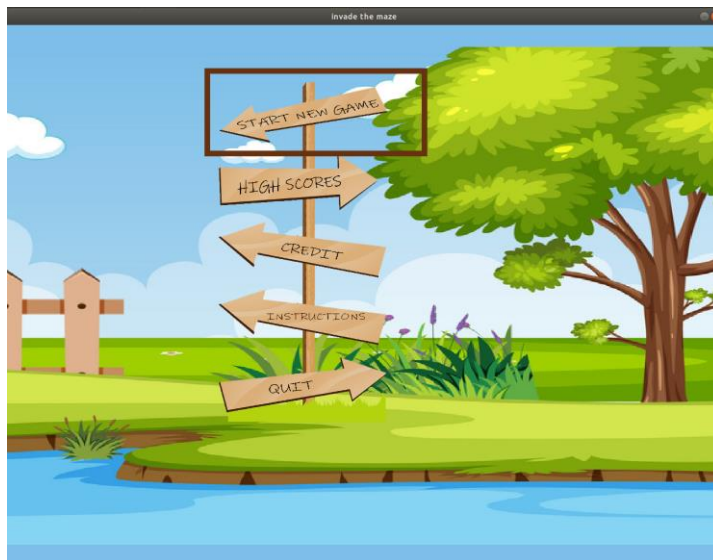 invade the maze
START NEW GAME
HIGH SCORES
CREDIT
INSTRUCTIONS
QUIT